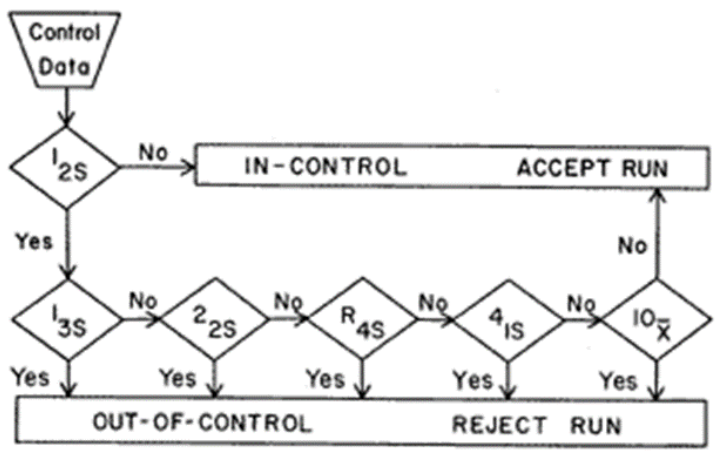 Control
Data
1 2S
No
IN-CONTROL ACCEPT RUN
Yes
No
1 3S
No
2 2S
No
R 4S
No
4 1S
No
10 X̅
Yes
Yes
Yes
Yes
Yes
OUT-OF-CONTROL REJECT RUN